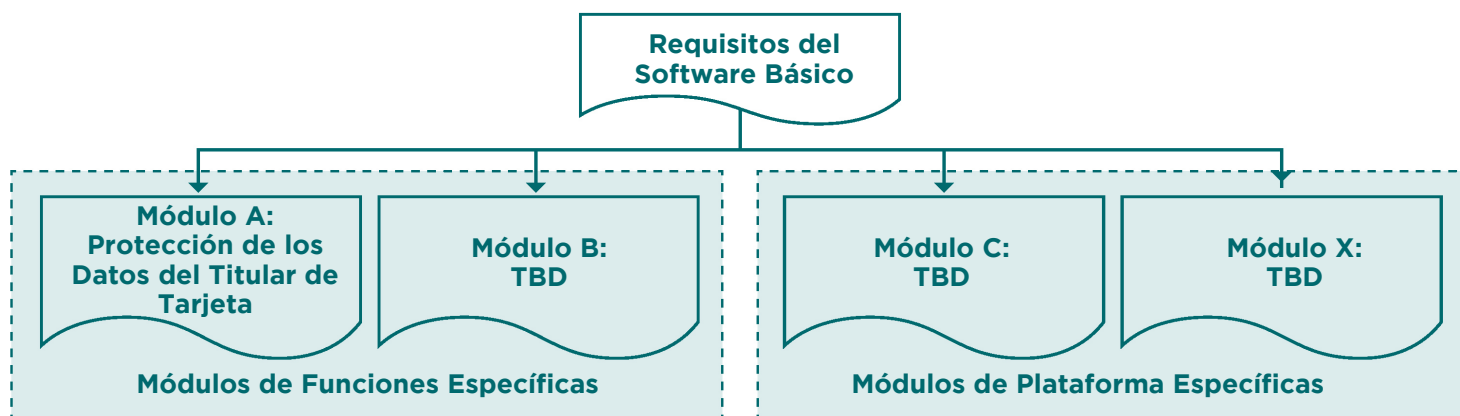 Requisitos del
Software Básico
Módulo A:
Protección de los
Datos del Titular de
Tarjeta
Módulo B:
TBD
Módulo C:
TBD
Módulo X:
TBD
Módulos de Funciones Específicas
Módulos de Plataforma Específicas